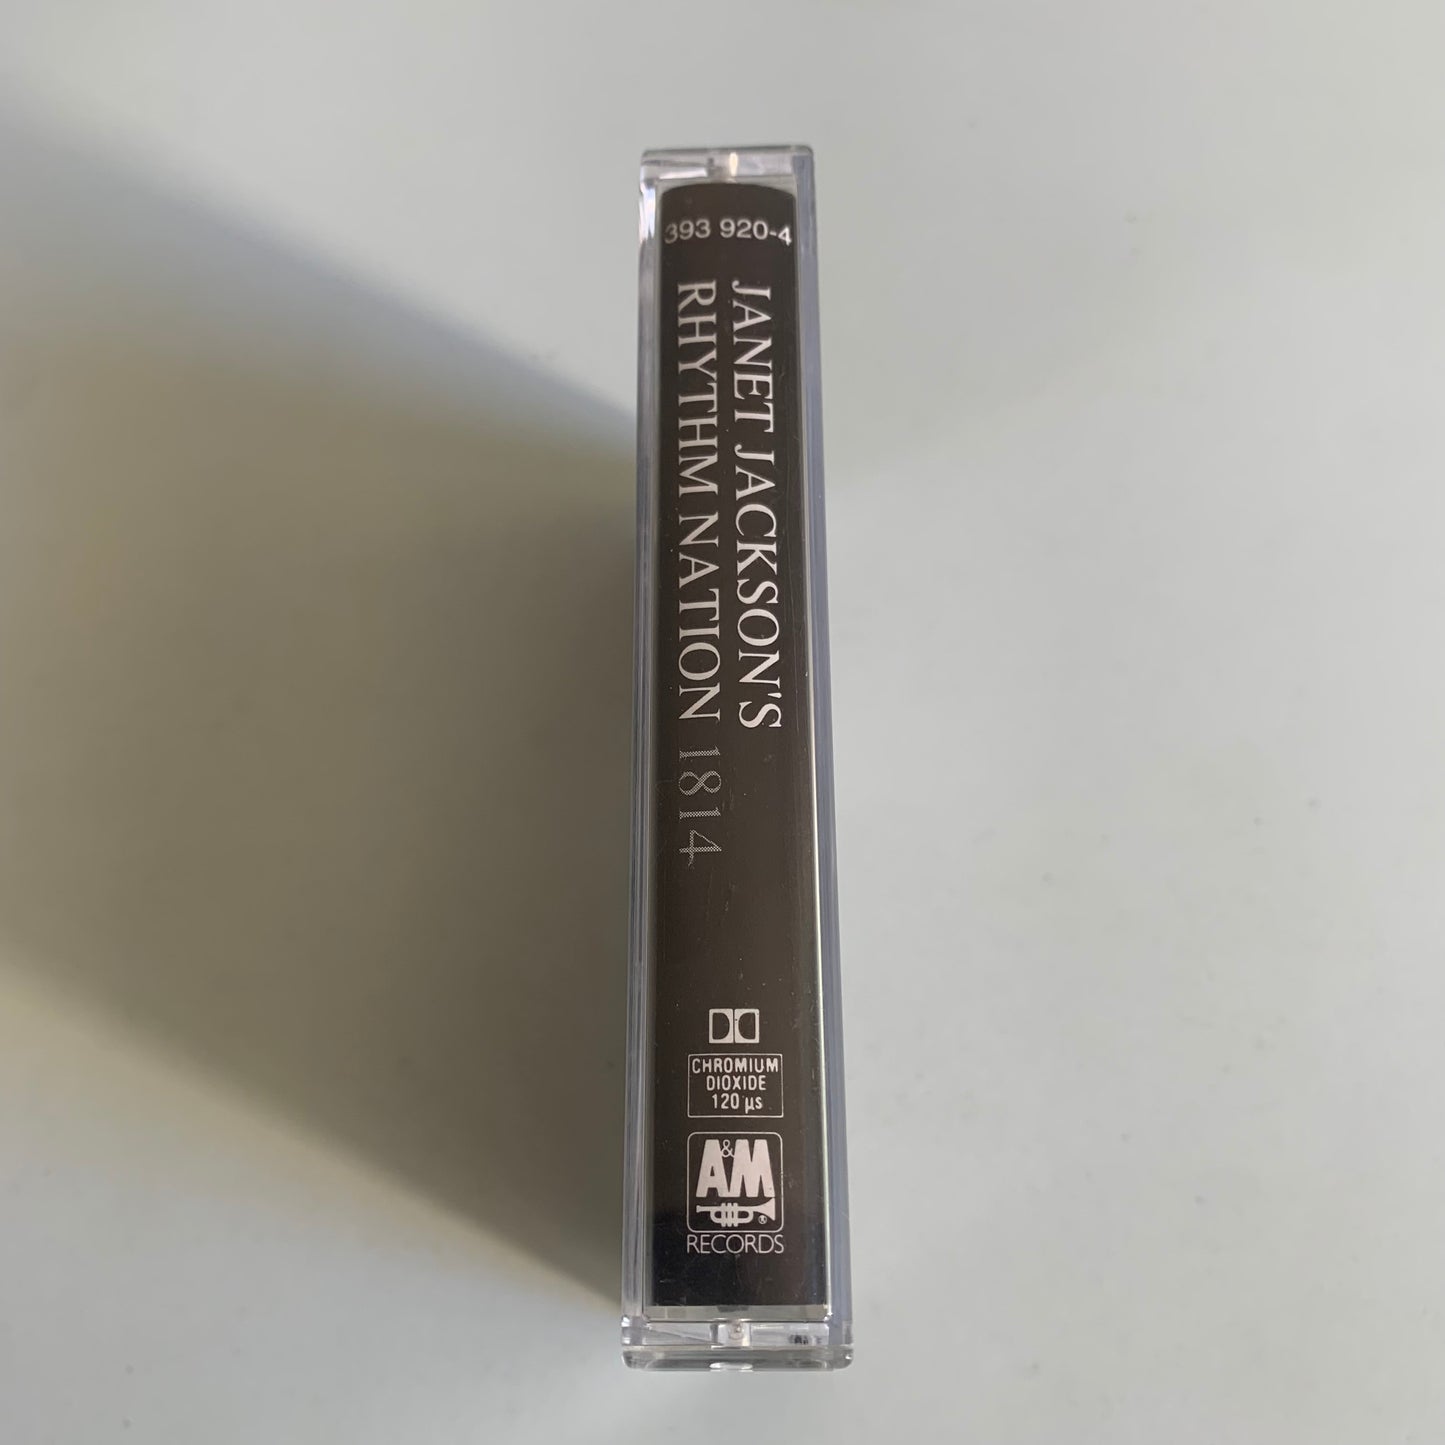 393 920-4
JANET JACKSON'S
RHYTHM NATION 1814
CHROMIUM
DIOXIDE
120 µs
A&M
®
RECORDS